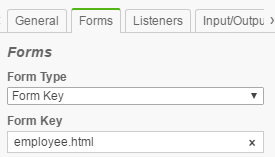 General Forms Listeners Input/Outpu
Forms
Form Type
Form Key
Form Key
employee.html